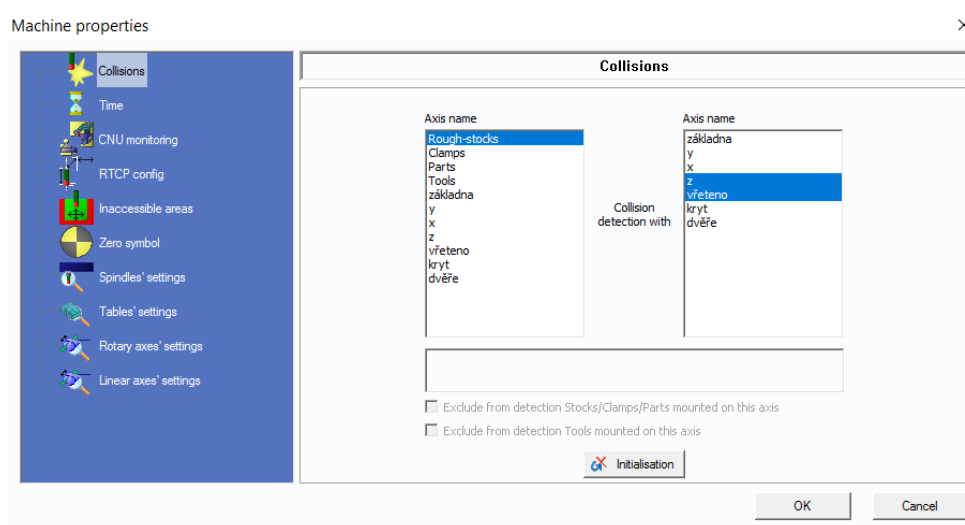 Machine properties
Collisions
Time
CNU monitoring
RTCP config
Inaccessible areas
Zero symbol
Spindles' settings
Tables' settings
Rotary axes' settings
Linear axes' settings
Collisions
Axis name
Rough-stocks
Clamps
Parts
Tools
základna
y
x
z
vřeteno
kryt
dvěře
Collision
detection with
Axis name
základna
y
x
z
vřeteno
kryt
dvěře
Exclude from detection Stocks/Clamps/Parts mounted on this axis
Exclude from detection Tools mounted on this axis
Initialisation
OK
Cancel